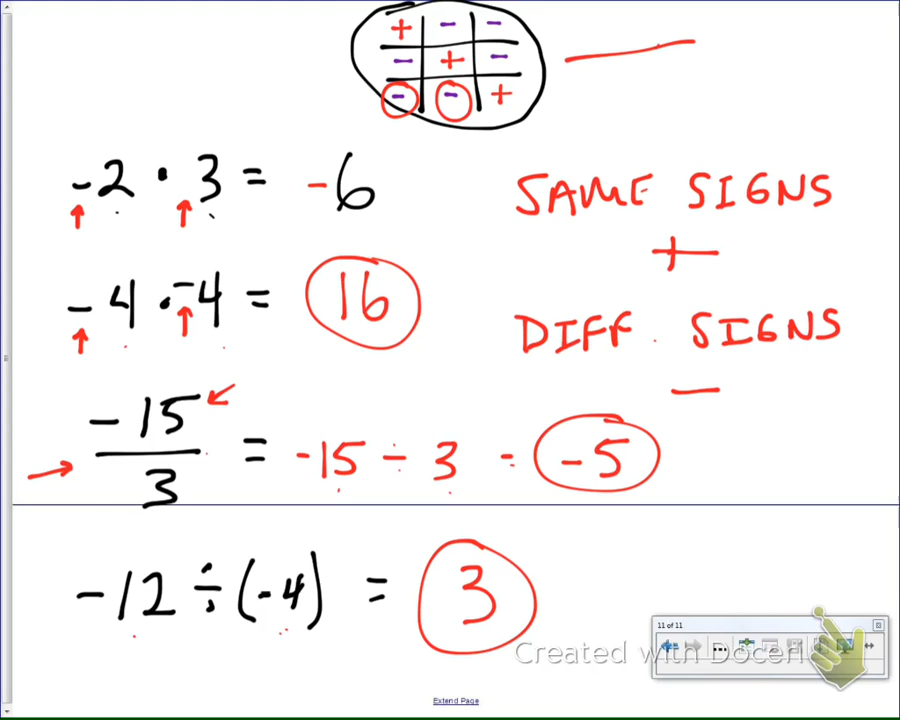 + - -
- + -
- - +
-2 · 3 = -6
SAME SIGNS
+
-4 · -4 = 16
DIFF. SIGNS
-
-15
3
= -15 ÷ 3 = -5
-12 ÷ (-4) = 3
11 of 11
Created with Doceri
Extend Page